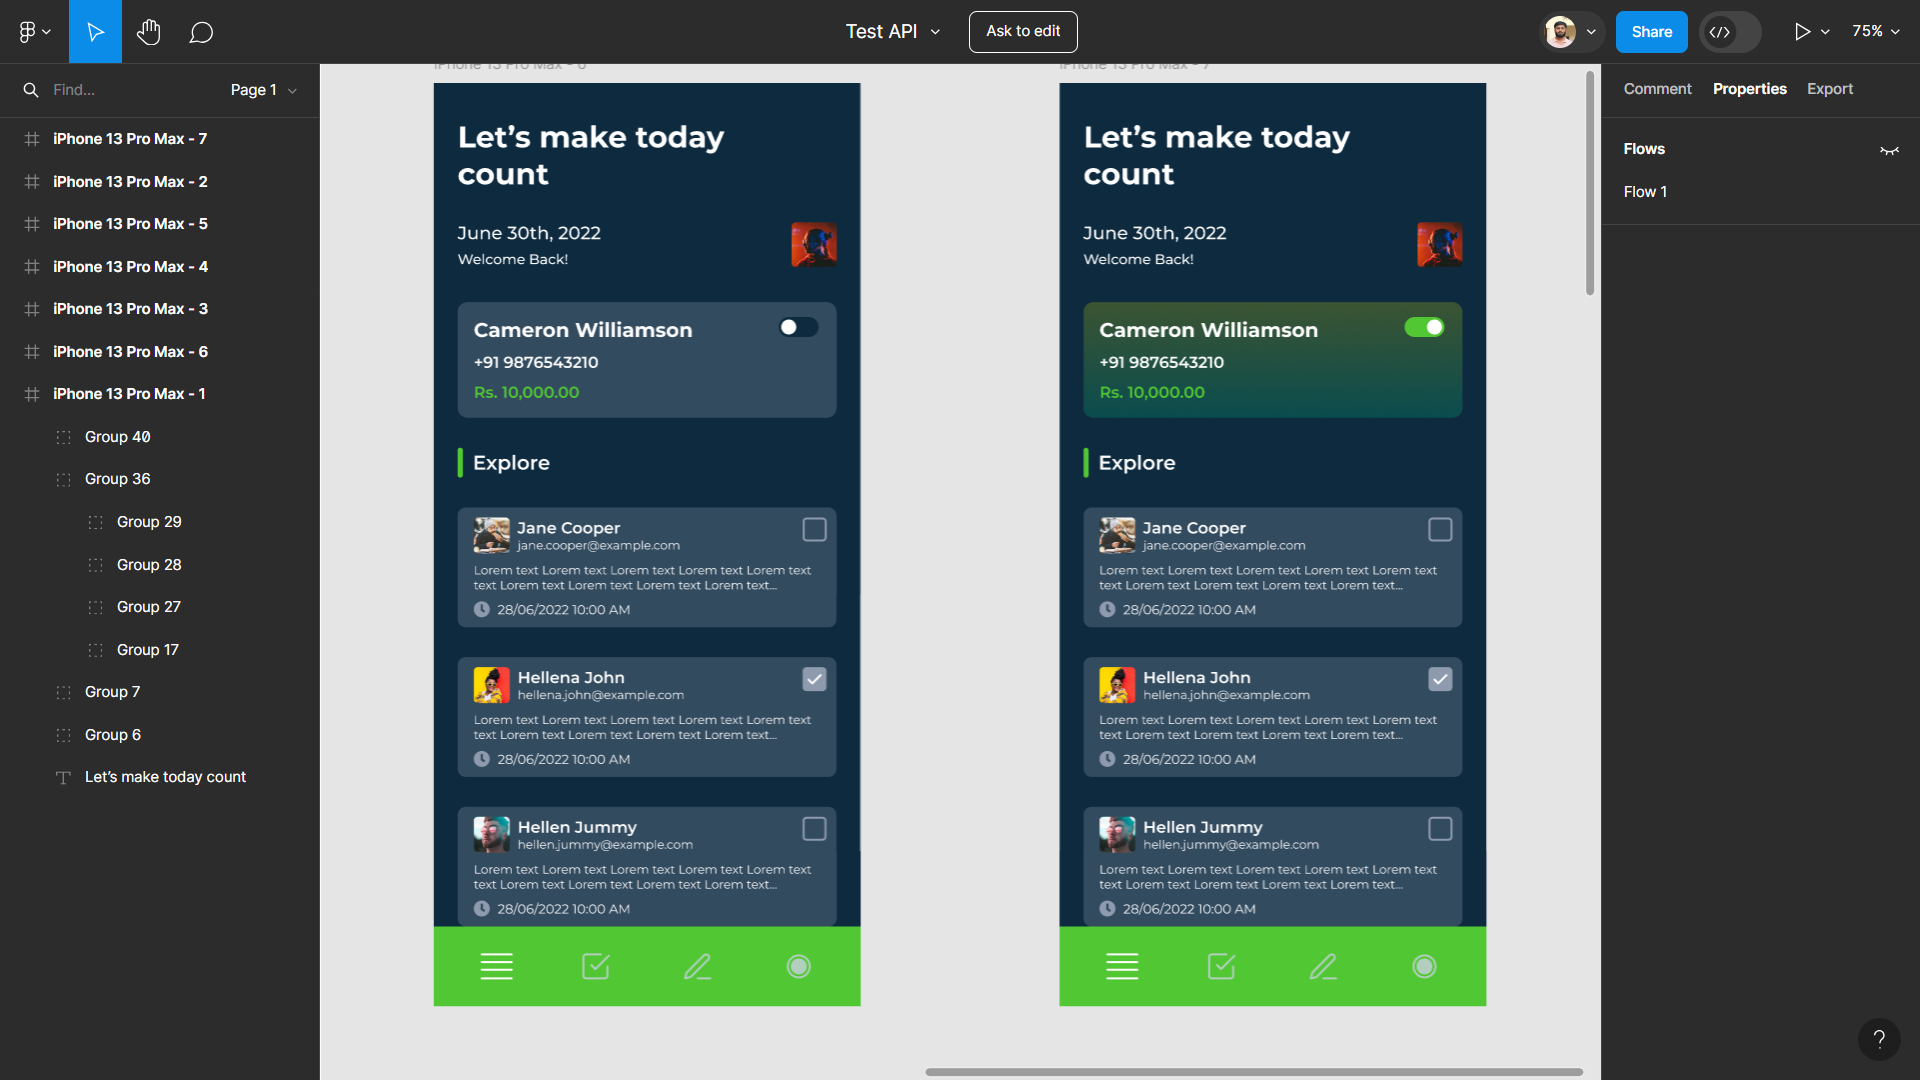 Test API
Ask to edit
Share
75%
Find...
Page 1
iPhone 13 Pro Max - 7
iPhone 13 Pro Max - 2
iPhone 13 Pro Max - 5
iPhone 13 Pro Max - 4
iPhone 13 Pro Max - 3
iPhone 13 Pro Max - 6
iPhone 13 Pro Max - 1
Group 40
Group 36
Group 29
Group 28
Group 27
Group 17
Group 7
Group 6
Let's make today count
iPhone 13 Pro Max - 6
Let's make today
count
June 30th, 2022
Welcome Back!
Cameron Williamson
+91 9876543210
Rs. 10,000.00
Explore
Jane Cooper
jane.cooper@example.com
Lorem text Lorem text Lorem text Lorem text Lorem text
text Lorem text Lorem text Lorem text Lorem text...
28/06/2022 10:00 AM
Hellena John
hellena.john@example.com
Lorem text Lorem text Lorem text Lorem text Lorem text
text Lorem text Lorem text Lorem text Lorem text...
28/06/2022 10:00 AM
Hellen Jummy
hellen.jummy@example.com
Lorem text Lorem text Lorem text Lorem text Lorem text
text Lorem text Lorem text Lorem text Lorem text...
28/06/2022 10:00 AM
iPhone 13 Pro Max - 7
Let's make today
count
June 30th, 2022
Welcome Back!
Cameron Williamson
+91 9876543210
Rs. 10,000.00
Explore
Jane Cooper
jane.cooper@example.com
Lorem text Lorem text Lorem text Lorem text Lorem text
text Lorem text Lorem text Lorem text Lorem text...
28/06/2022 10:00 AM
Hellena John
hellena.john@example.com
Lorem text Lorem text Lorem text Lorem text Lorem text
text Lorem text Lorem text Lorem text Lorem text...
28/06/2022 10:00 AM
Hellen Jummy
hellen.jummy@example.com
Lorem text Lorem text Lorem text Lorem text Lorem text
text Lorem text Lorem text Lorem text Lorem text...
28/06/2022 10:00 AM
Comment
Properties
Export
Flows
Flow 1
?